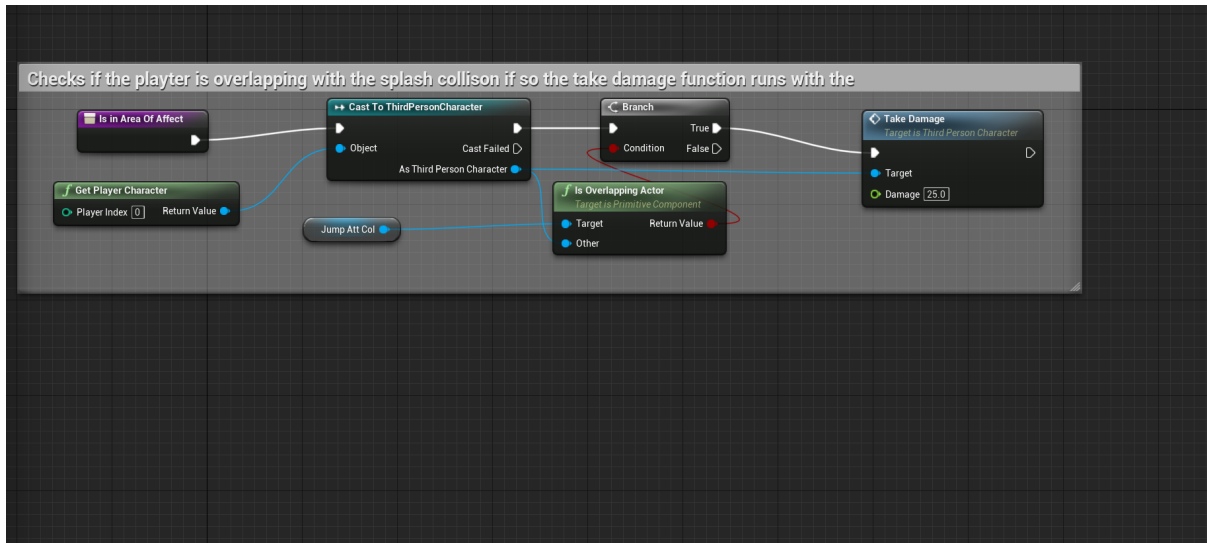 Checks if the playter is overlapping with the splash collison if so the take damage function runs with the
Is in Area Of Affect
Cast To ThirdPersonCharacter
Object
Cast Failed
As Third Person Character
Branch
True
Condition
False
Take Damage
Target is Third Person Character
Target
Damage 25.0
Get Player Character
Player Index 0 Return Value
Jump Att Col
Is Overlapping Actor
Target is Primitive Component
Target Return Value
Other